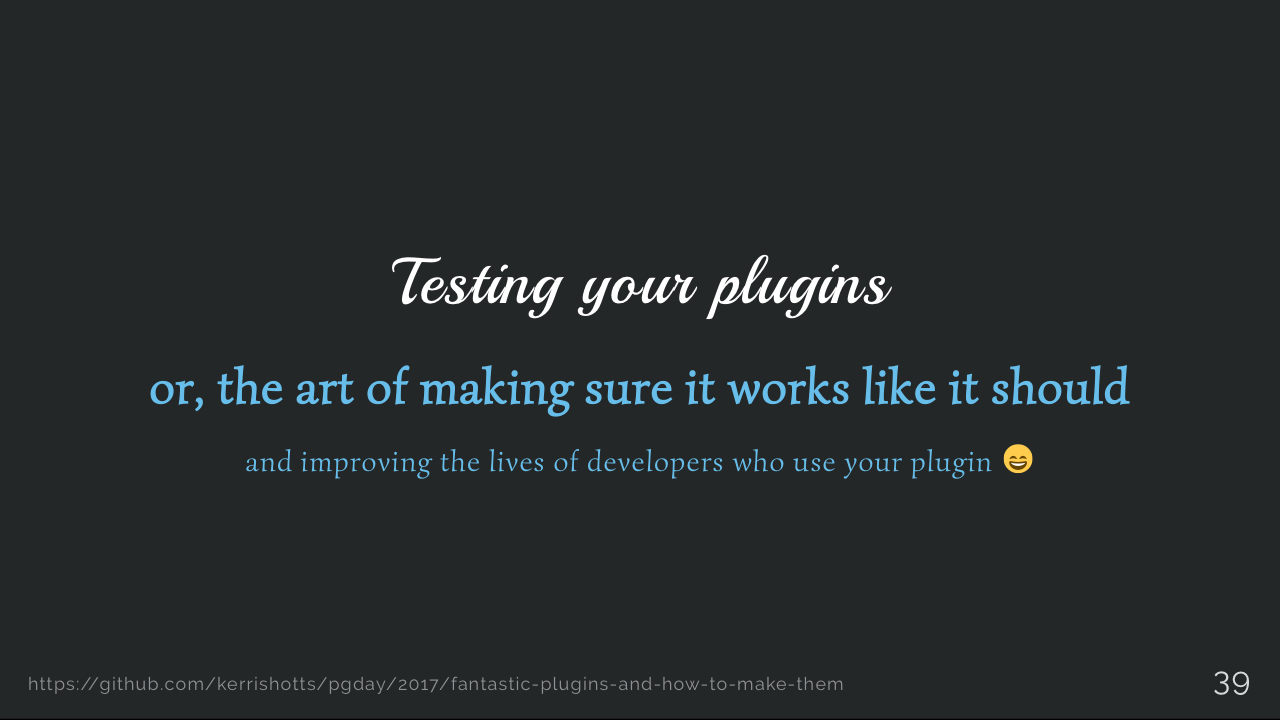 Testing your plugins
or, the art of making sure it works like it should
and improving the lives of developers who use your plugin 😄
https://github.com/kerrishotts/pgday/2017/fantastic-plugins-and-how-to-make-them
39